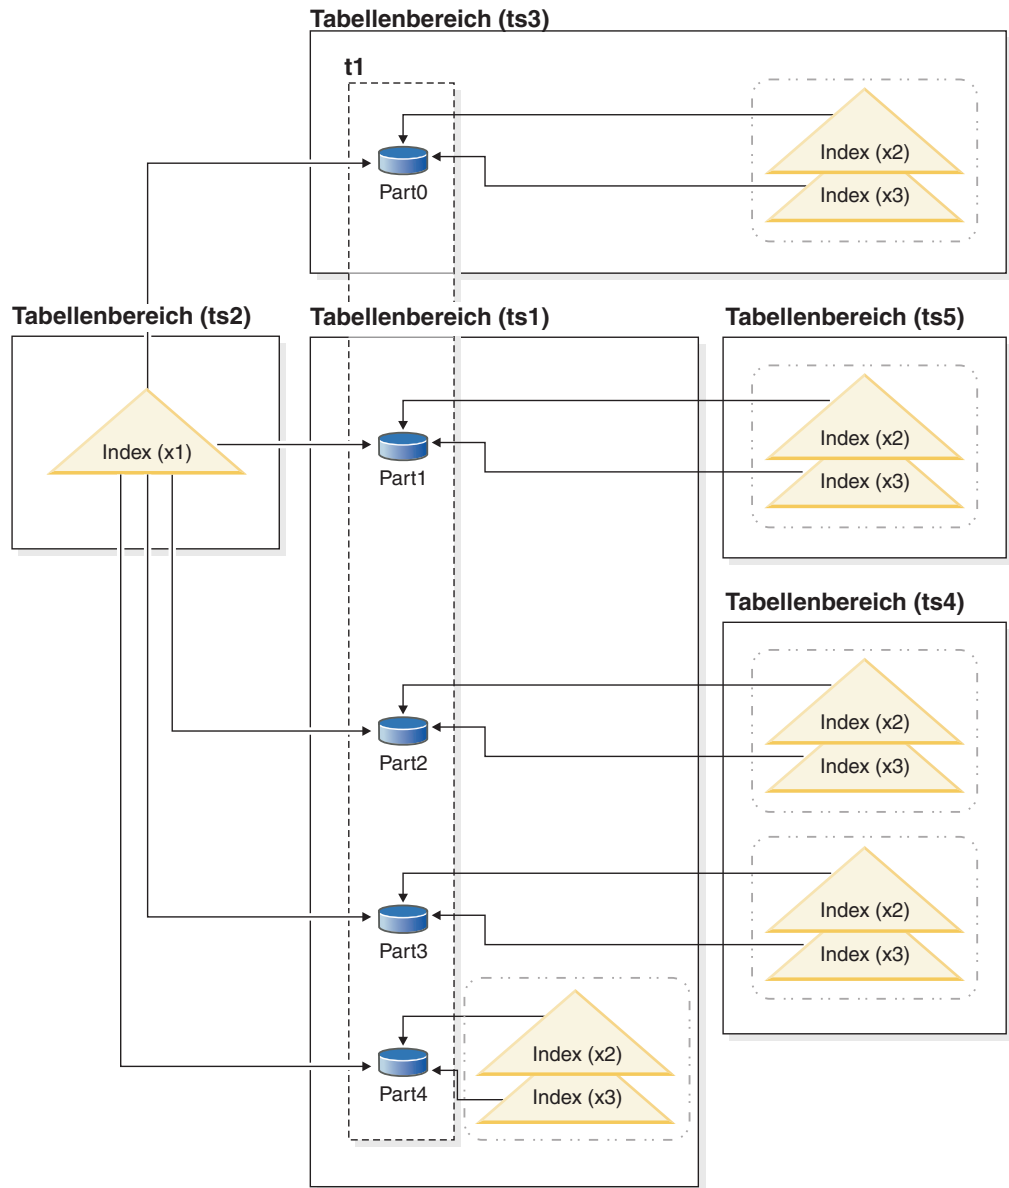 Tabellenbereich (ts3)
t1
Index (x2)
Part0
Index (x3)
Tabellenbereich (ts2)
Tabellenbereich (ts1)
Tabellenbereich (ts5)
Index (x1)
Index (x2)
Part1
Index (x3)
Tabellenbereich (ts4)
Index (x2)
Part2
Index (x3)
Index (x2)
Part3
Index (x3)
Index (x2)
Part4
Index (x3)